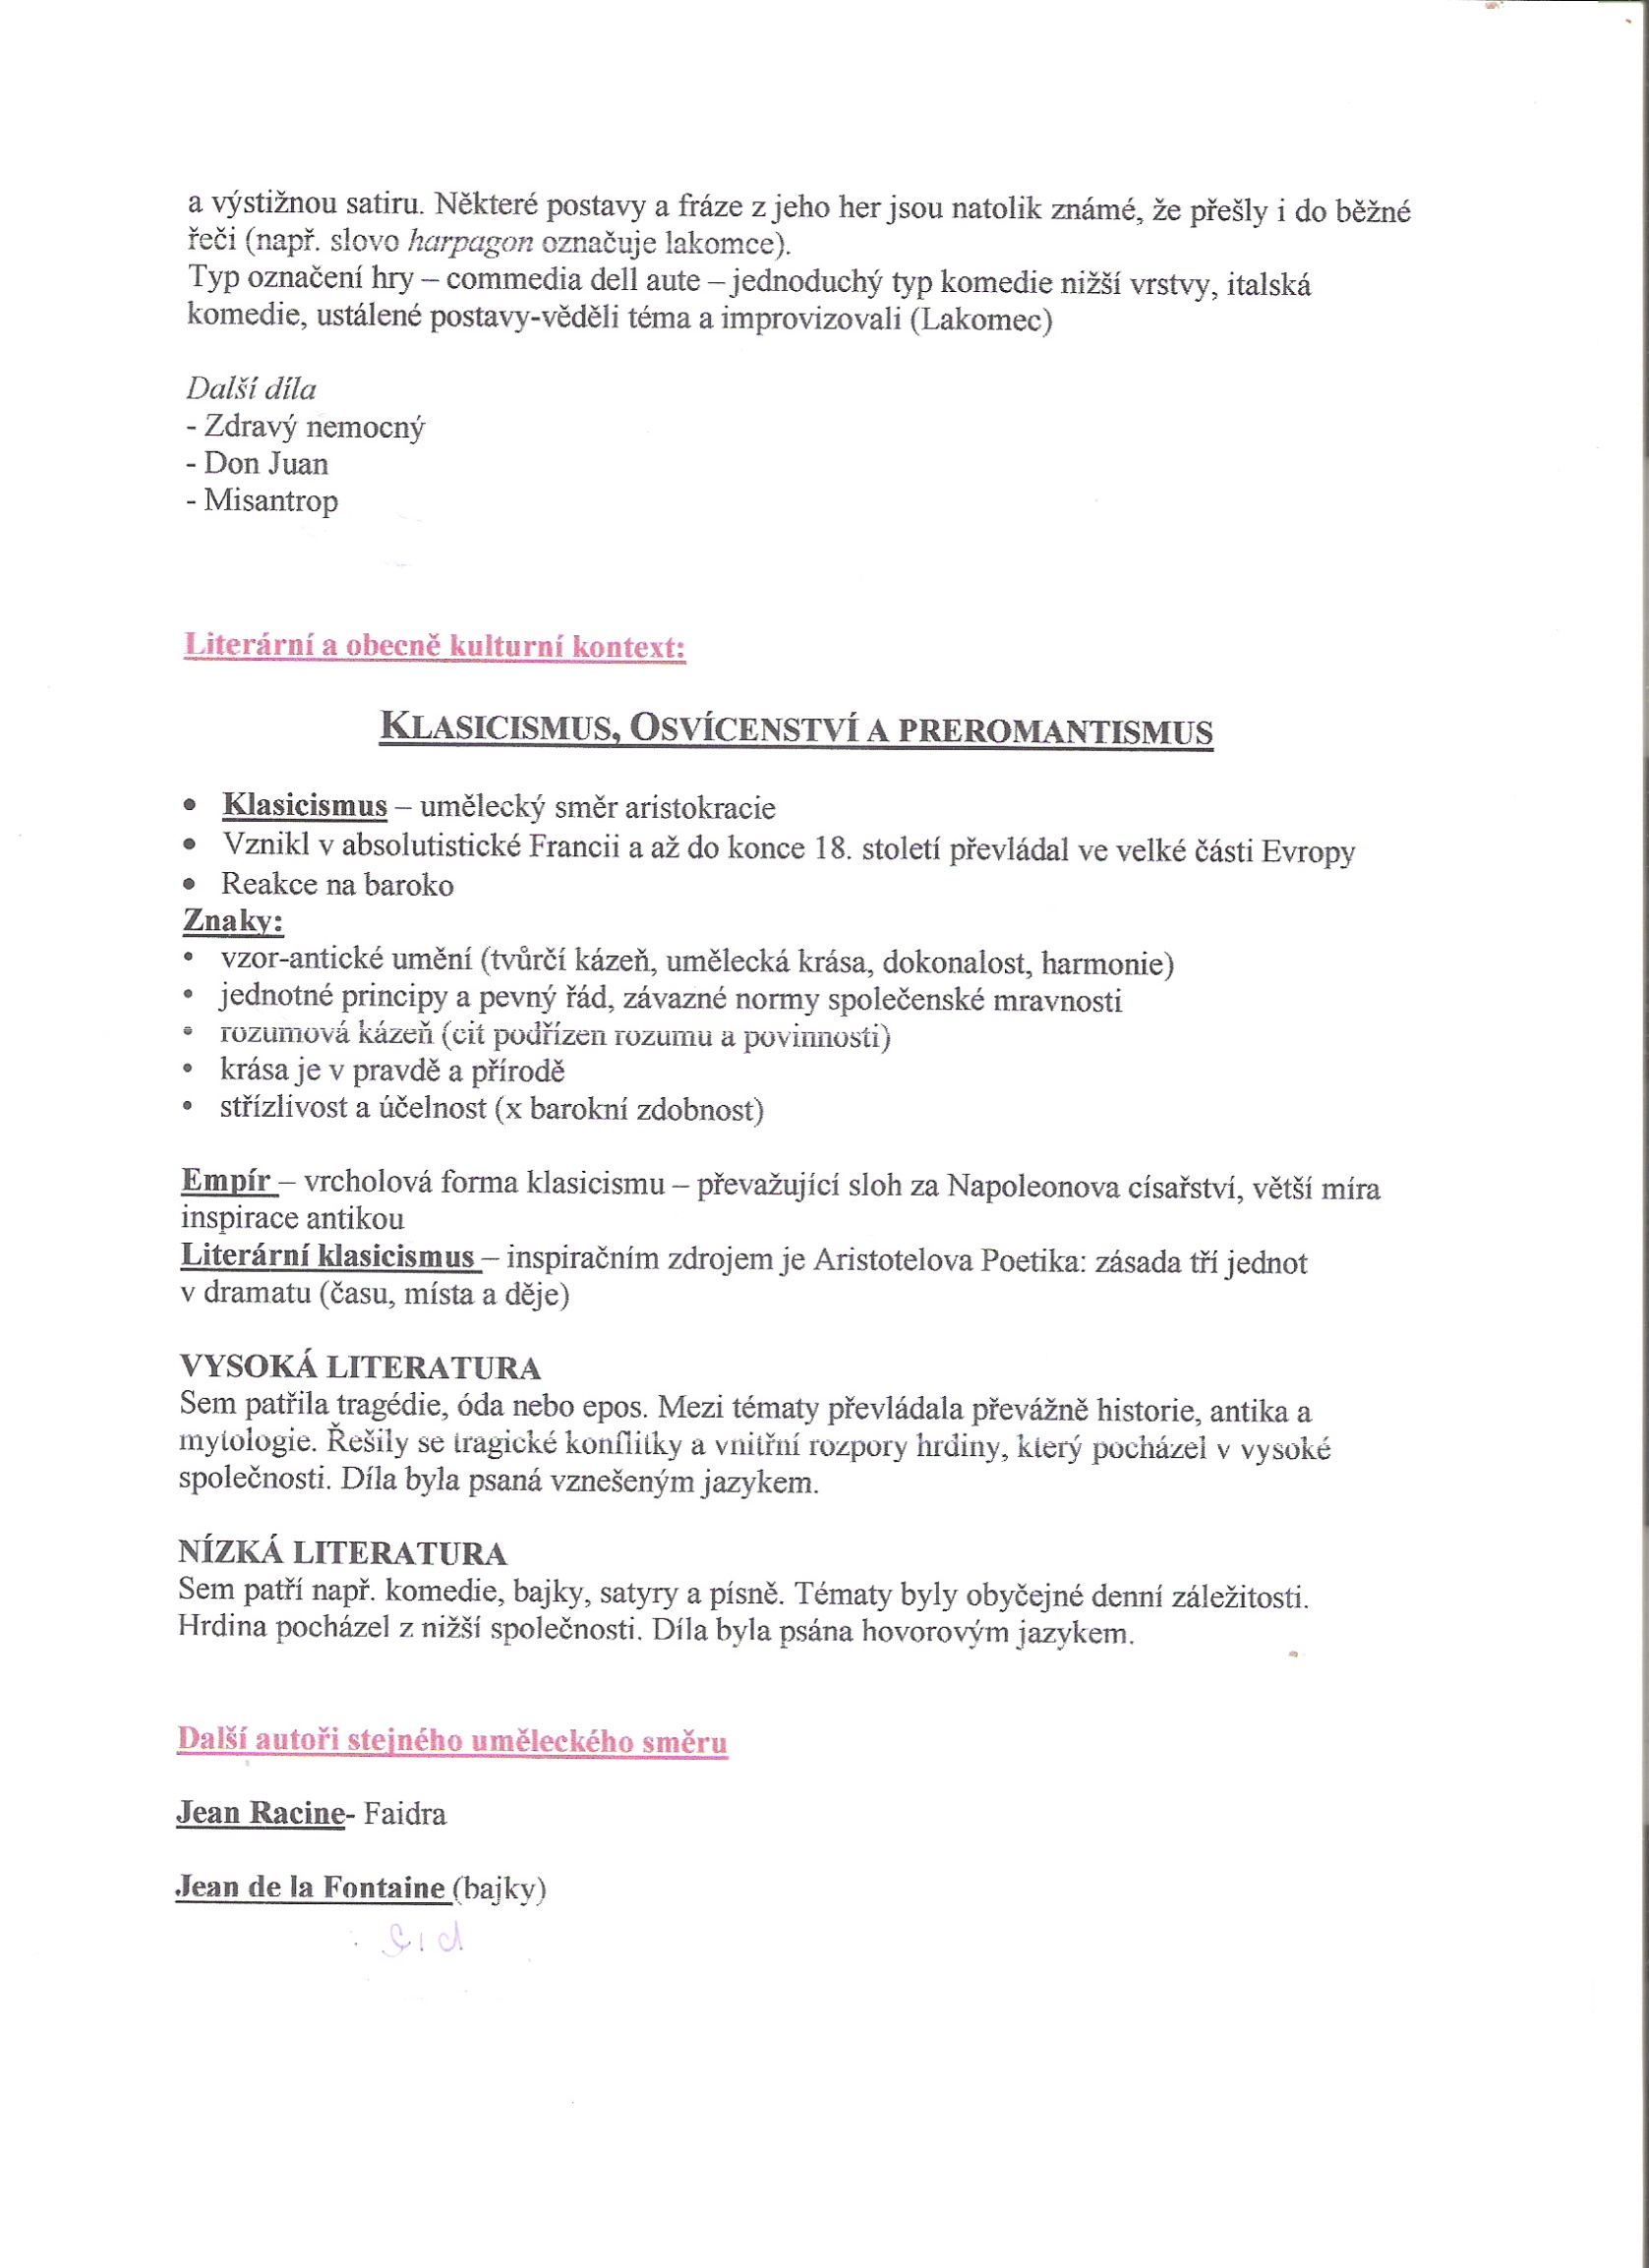 a výstižnou satiru. Některé postavy a fráze z jeho her jsou natolik známé, že přešly i do běžné
řeči (např. slovo harpagon označuje lakomce).
Typ označení hry – commedia dell aute – jednoduchý typ komedie nižší vrstvy, italská
komedie, ustálené postavy-věděli téma a improvizovali (Lakomec)
Další díla
- Zdravý nemocný
- Don Juan
- Misantrop
Literární a obecně kulturní kontext:
KLASICISMUS, OSVÍCENSTVÍ A PREROMANTISMUS
• Klasicismus – umělecký směr aristokracie
• Vznikl v absolutistické Francii a až do konce 18. století převládal ve velké části Evropy
• Reakce na baroko
Znaky:
• vzor-antické umění (tvůrčí kázeň, umělecká krása, dokonalost, harmonie)
• jednotné principy a pevný řád, závazné normy společenské mravnosti
• rozumová kázeň (cit podřízen rozumu a povinnosti)
• krása je v pravdě a přírodě
• střízlivost a účelnost (x barokní zdobnost)
Empír – vrcholová forma klasicismu – převažující sloh za Napoleonova císařství, větší míra
inspirace antikou
Literární klasicismus – inspiračním zdrojem je Aristotelova Poetika: zásada tří jednot
v dramatu (času, místa a děje)
VYSOKÁ LITERATURA
Sem patřila tragédie, óda nebo epos. Mezi tématy převládala převážně historie, antika a
mytologie. Řešily se tragické konflitky a vnitřní rozpory hrdiny, který pocházel v vysoké
společnosti. Díla byla psaná vznešeným jazykem.
NÍZKÁ LITERATURA
Sem patří např. komedie, bajky, satyry a písně. Tématy byly obyčejné denní záležitosti.
Hrdina pocházel z nižší společnosti. Díla byla psána hovorovým jazykem.
Další autoři stejného uměleckého směru
Jean Racine- Faidra
Jean de la Fontaine (bajky)